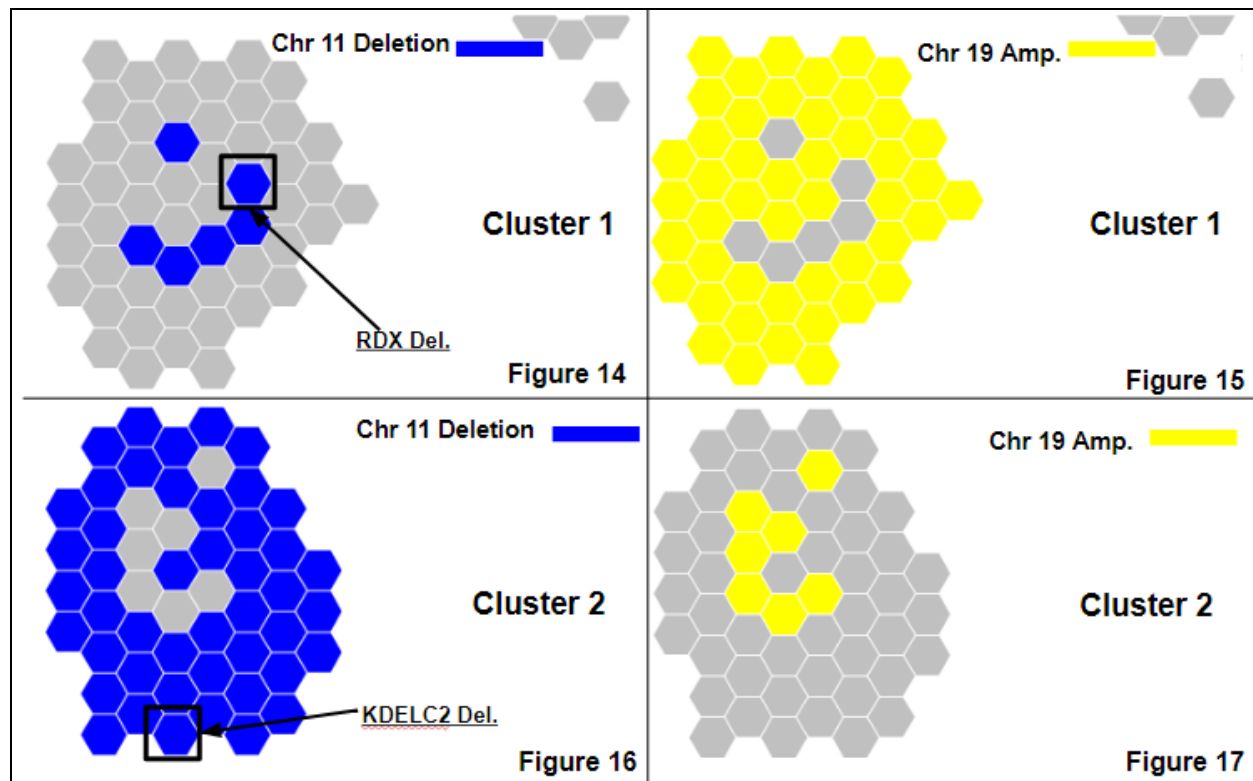 Chr 11 Deletion
Cluster 1
RDX Del.
Figure 14
Chr 19 Amp.
Cluster 1
Figure 15
Chr 11 Deletion
Cluster 2
KDELC2 Del.
Figure 16
Chr 19 Amp.
Cluster 2
Figure 17